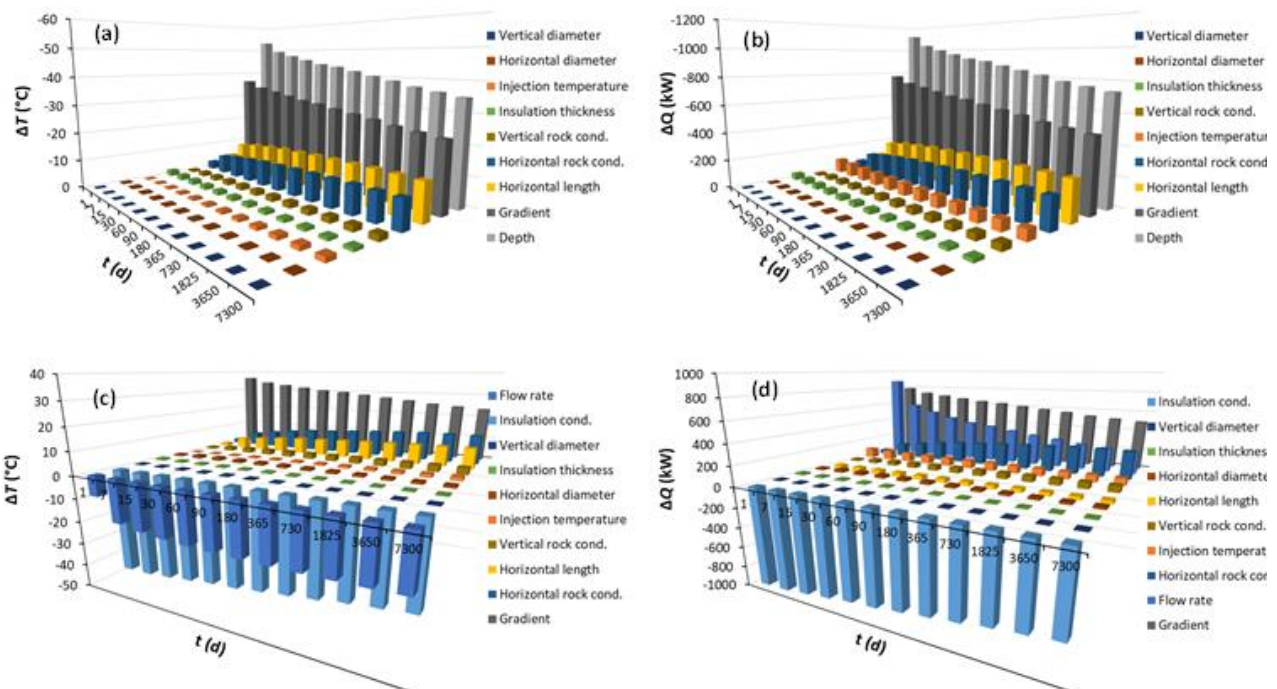 (a)
ΔT (°C)
-60
-50
-40
-30
-20
-10
0
1
7
15
30
60
90
180
365
730
1825
3650
7300
t (d)
Vertical diameter
Horizontal diameter
Injection temperature
Insulation thickness
Vertical rock cond.
Horizontal rock cond.
Horizontal length
Gradient
Depth
(b)
ΔQ (kW)
-1200
-1000
-800
-600
-400
-200
0
1
7
15
30
60
90
180
365
730
1825
3650
7300
t (d)
Vertical diameter
Horizontal diameter
Insulation thickness
Vertical rock cond.
Injection temperatur
Horizontal rock cond
Horizontal length
Gradient
Depth
(c)
ΔT (°C)
40
30
20
10
0
-10
-20
-30
-40
-50
1
7
15
30
60
90
180
365
730
1825
3650
7300
t (d)
Flow rate
Insulation cond.
Vertical diameter
Insulation thickness
Horizontal diameter
Injection temperature
Vertical rock cond.
Horizontal length
Horizontal rock cond.
Gradient
(d)
ΔQ (kW)
1000
800
600
400
200
0
-200
-400
-600
-800
-1000
1
7
15
30
60
90
180
365
730
1825
3650
7300
t (d)
Insulation cond.
Vertical diameter
Insulation thicknes
Horizontal diamete
Horizontal length
Vertical rock cond.
Injection temperat
Horizontal rock con
Flow rate
Gradient